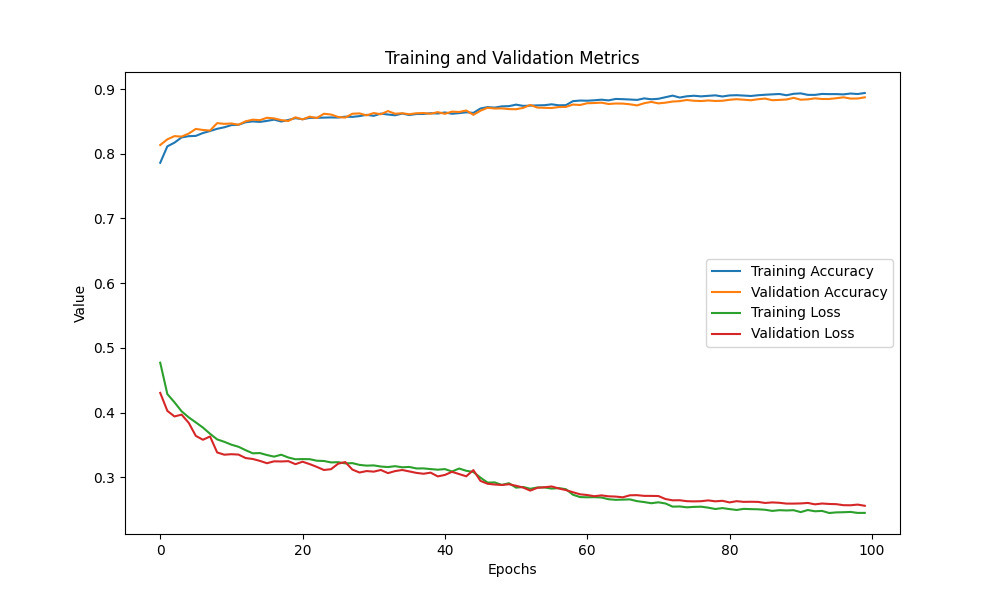 Training and Validation Metrics
Value
0.9
0.8
0.7
0.6
0.5
0.4
0.3
Training Accuracy
Validation Accuracy
Training Loss
Validation Loss
0
20
40
60
80
100
Epochs